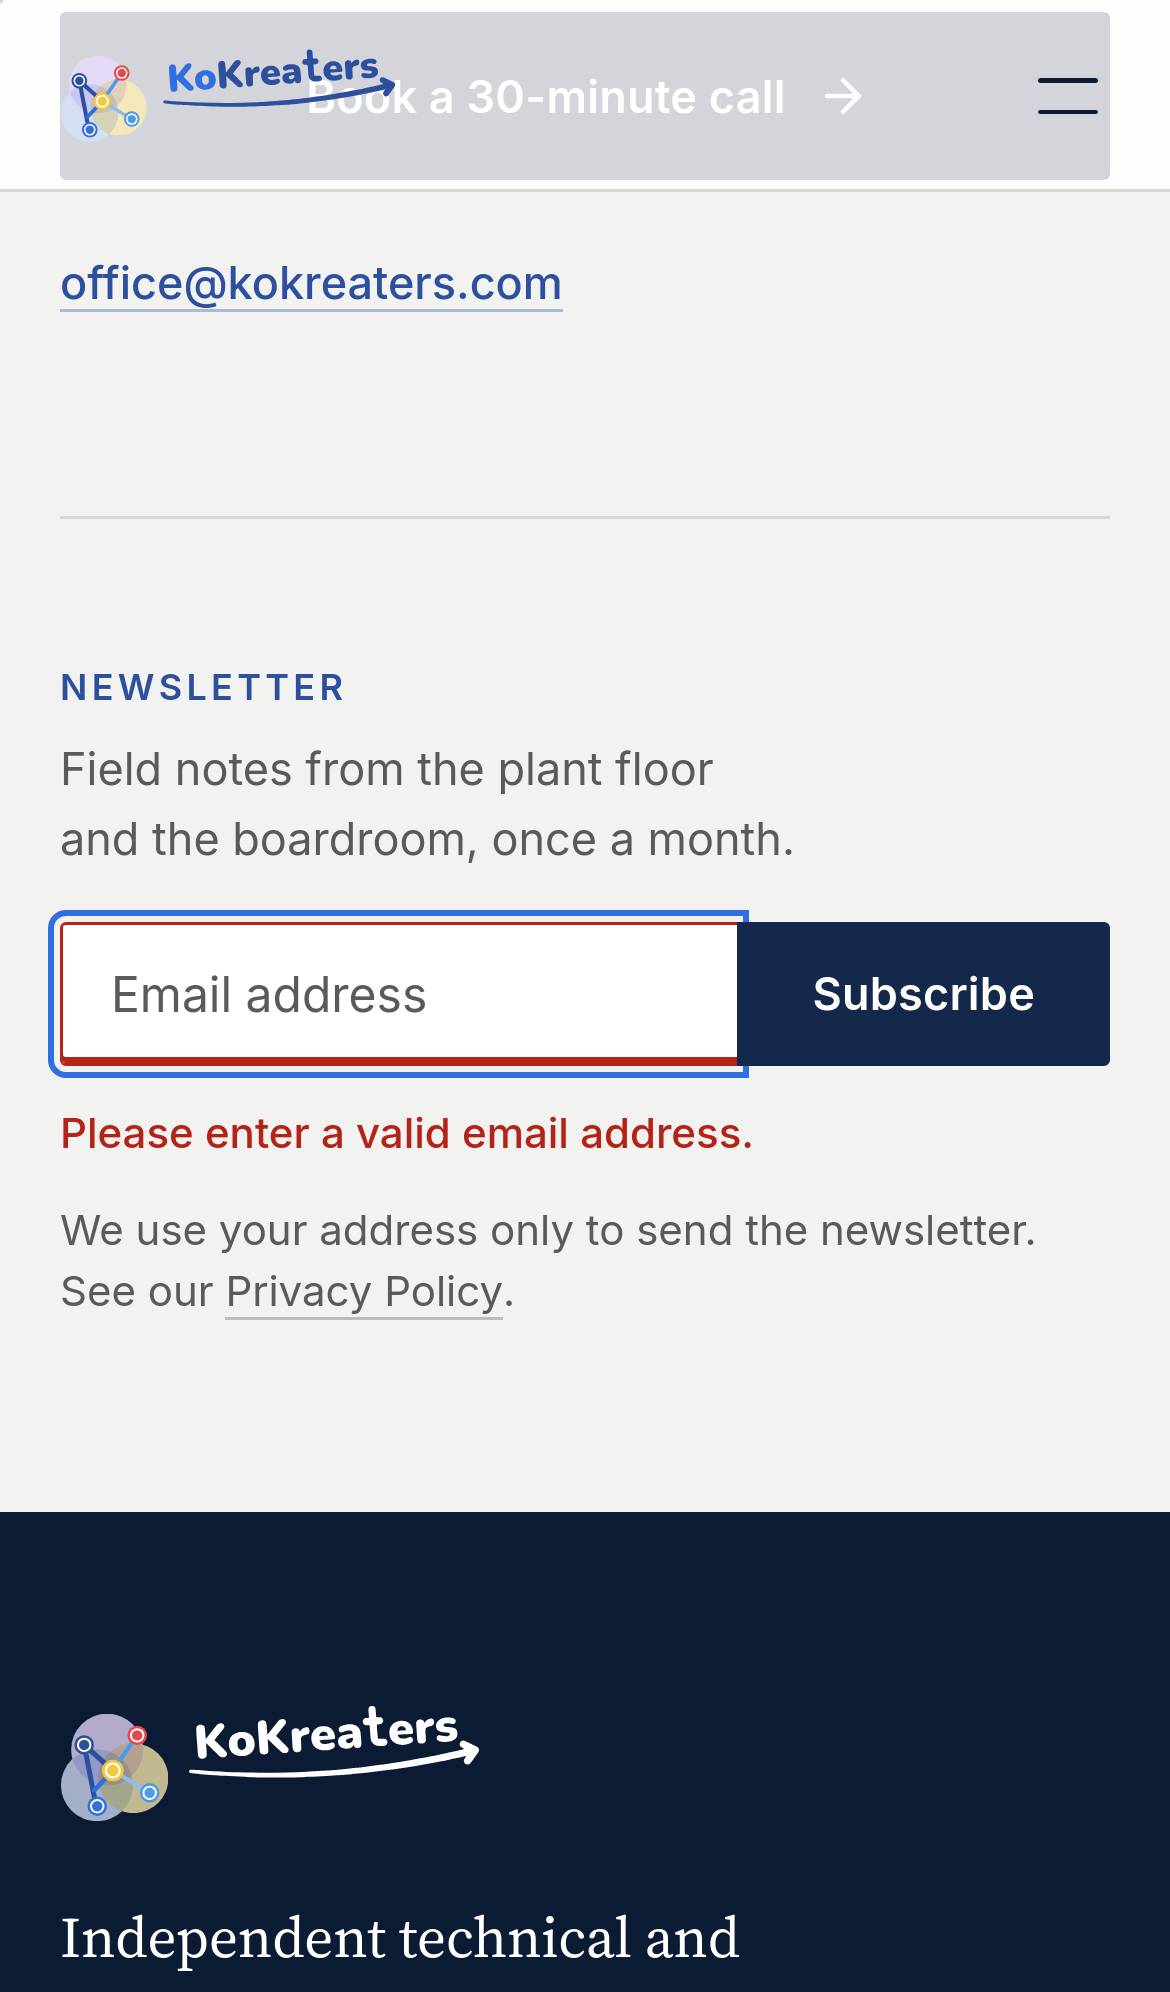 KoKreaters
Book a 30-minute call →
office@kokreaters.com
NEWSLETTER
Field notes from the plant floor
and the boardroom, once a month.
Email address
Subscribe
Please enter a valid email address.
We use your address only to send the newsletter.
See our Privacy Policy.
KoKreaters
Independent technical and